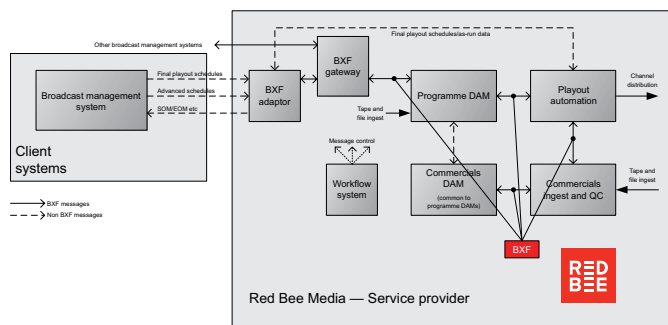 Final playout schedules/as-run data
Other broadcast management systems
BXF
gateway
Final playout schedules
Advanced schedules
SOM/EOM etc
Broadcast management
system
BXF
adaptor
Programme DAM
Playout
automation
Channel
distribution
Tape and
file ingest
Client
systems
Message control
Workflow
system
Commercials
DAM
(common to
programme DAMs)
Commercials
ingest and QC
Tape and
file ingest
BXF messages
Non BXF messages
BXF
RED
BEE
Red Bee Media — Service provider